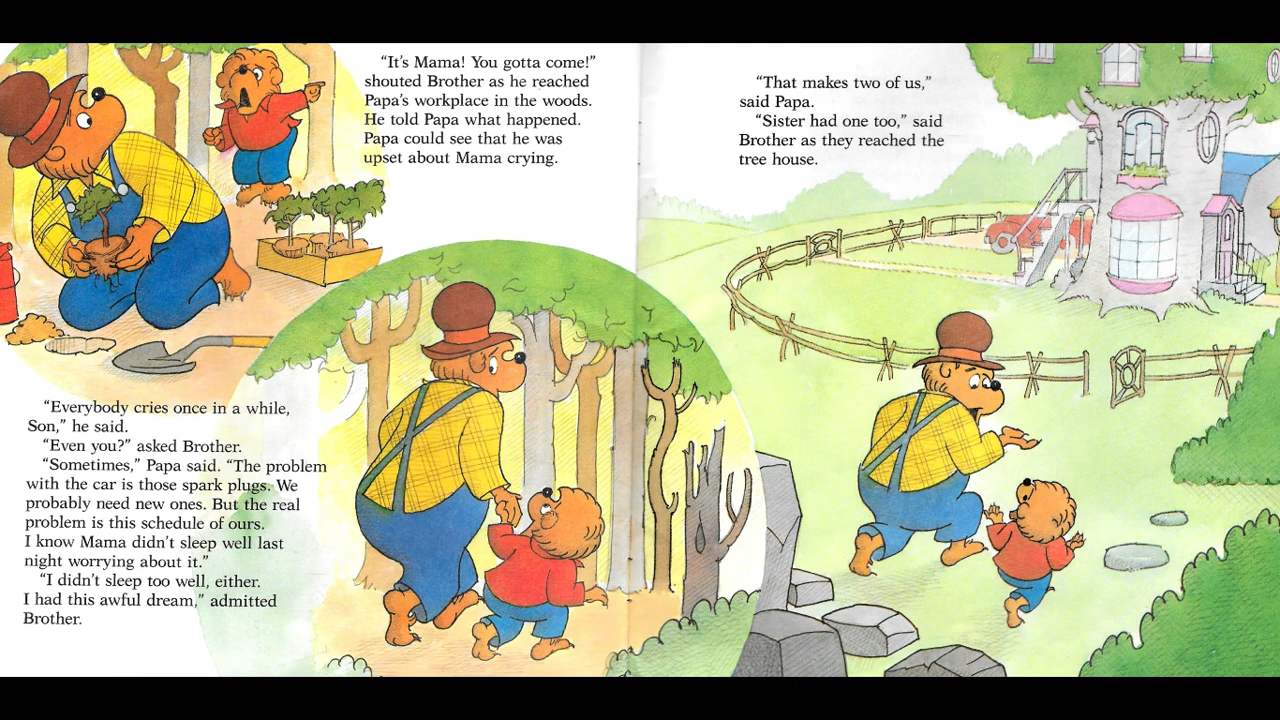 “It’s Mama! You gotta come!”
shouted Brother as he reached
Papa’s workplace in the woods.
He told Papa what happened.
Papa could see that he was
upset about Mama crying.
“Everybody cries once in a while,
Son,” he said.
“Even you?” asked Brother.
“Sometimes,” Papa said. “The problem
with the car is those spark plugs. We
probably need new ones. But the real
problem is this schedule of ours.
I know Mama didn’t sleep well last
night worrying about it.”
“I didn’t sleep too well, either.
I had this awful dream,” admitted
Brother.
“That makes two of us,”
said Papa.
“Sister had one too,” said
Brother as they reached the
tree house.